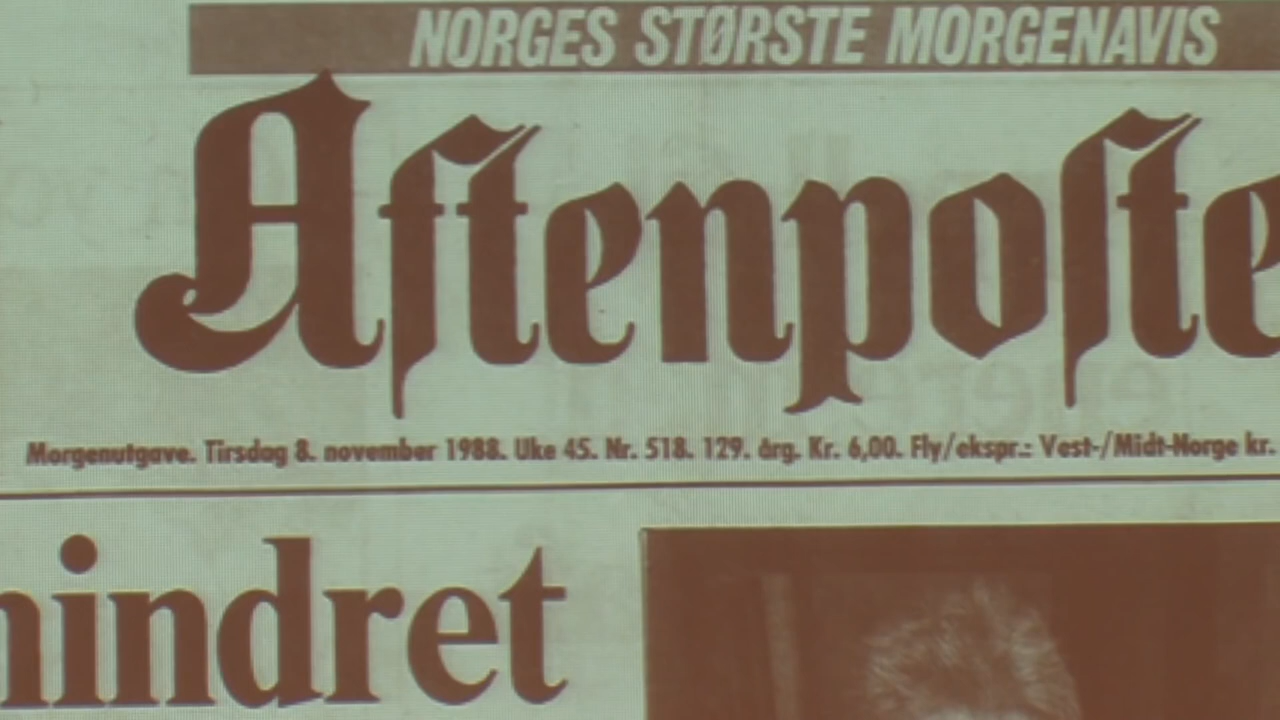 NORGES STØRSTE MORGENAVIS
Aftenposte
Morgenutgave. Tirsdag 8. november 1988. Uke 45. Nr. 518. 129. årg. Kr. 6,00. Fly/ekspr.: Vest-/Midt-Norge kr.
hindret